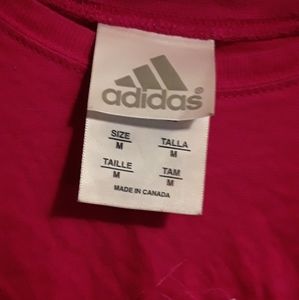 adidas®
SIZE TALLA
M M
TAILLE TAM
M M
MADE IN CANADA